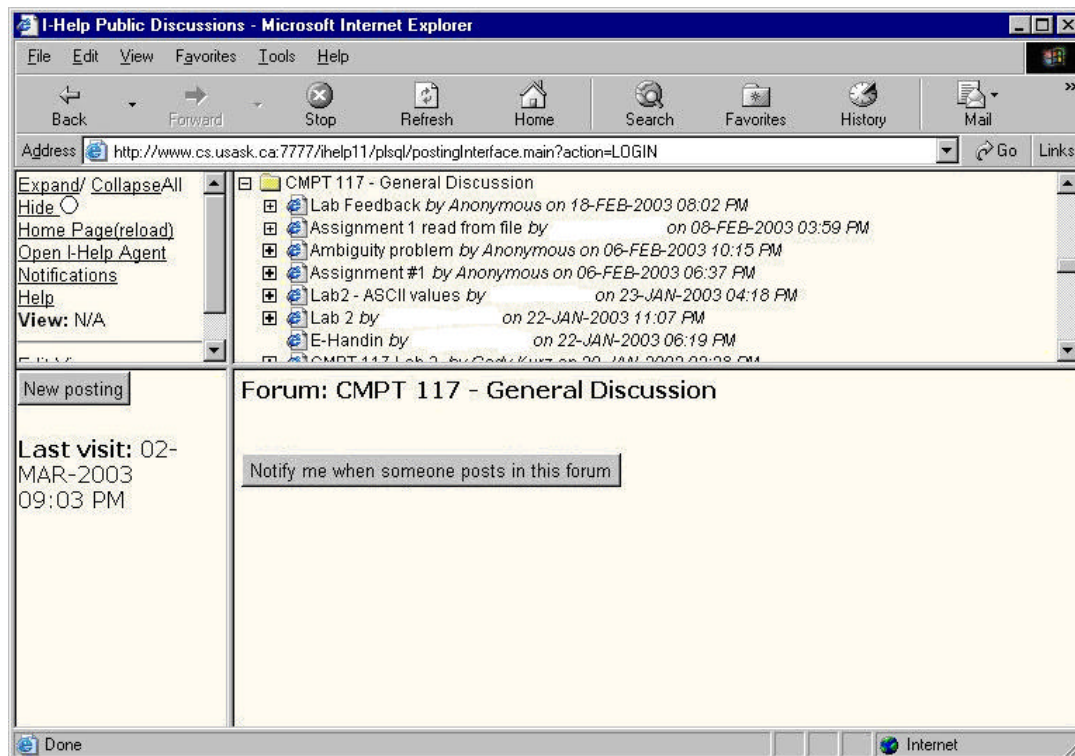 I-Help Public Discussions - Microsoft Internet Explorer
File Edit View Favorites Tools Help
Back Forward Stop Refresh Home Search Favorites History Mail »
Address http://www.cs.usask.ca:7777/ihelp11/plsql/postingInterface.main?action=LOGIN Go Links
Expand/ CollapseAll
Hide
Home Page(reload)
Open I-Help Agent
Notifications
Help
View: N/A
CMPT 117 - General Discussion
Lab Feedback by Anonymous on 18-FEB-2003 08:02 PM
Assignment 1 read from file by on 08-FEB-2003 03:59 PM
Ambiguity problem by Anonymous on 06-FEB-2003 10:15 PM
Assignment #1 by Anonymous on 06-FEB-2003 06:37 PM
Lab2 - ASCII values by on 23-JAN-2003 04:18 PM
Lab 2 by on 22-JAN-2003 11:07 PM
E-Handin by on 22-JAN-2003 06:19 PM
New posting
Last visit: 02-
MAR-2003
09:03 PM
Forum: CMPT 117 - General Discussion
Notify me when someone posts in this forum
Done
Internet